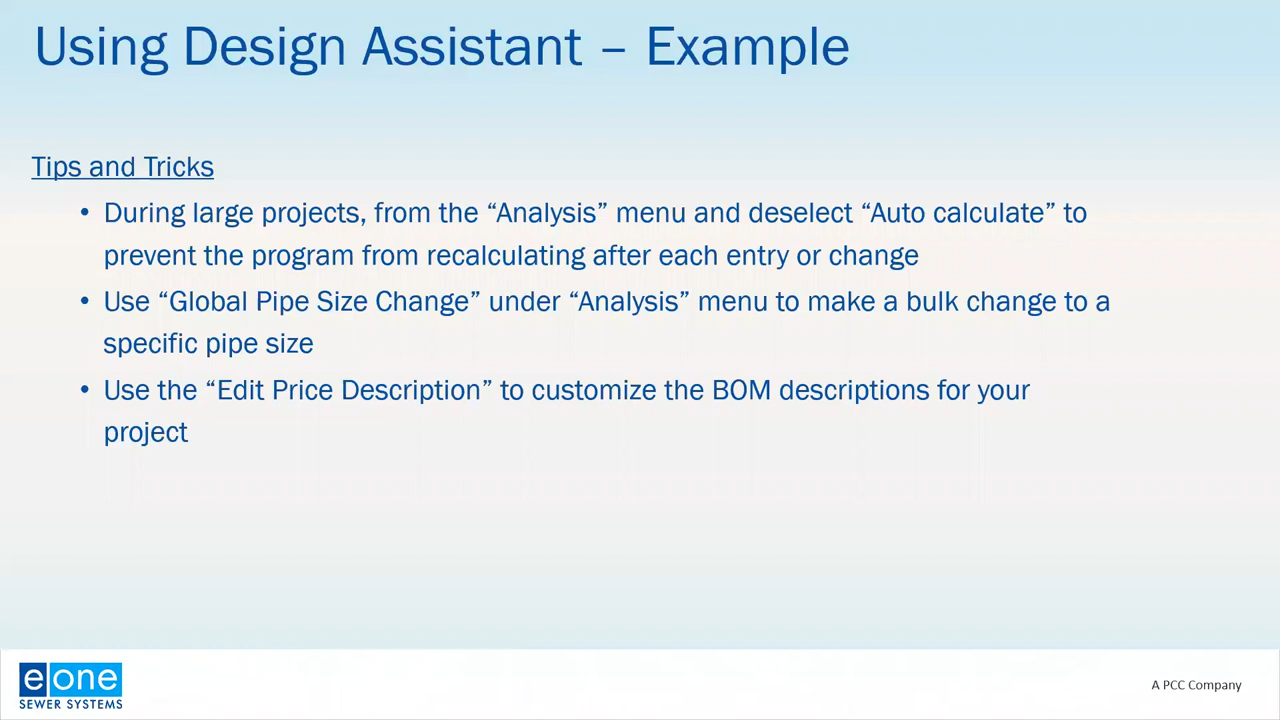 Using Design Assistant – Example
Tips and Tricks
• During large projects, from the “Analysis” menu and deselect “Auto calculate” to
prevent the program from recalculating after each entry or change
• Use “Global Pipe Size Change” under “Analysis” menu to make a bulk change to a
specific pipe size
• Use the “Edit Price Description” to customize the BOM descriptions for your
project
eone
SEWER SYSTEMS
A PCC Company